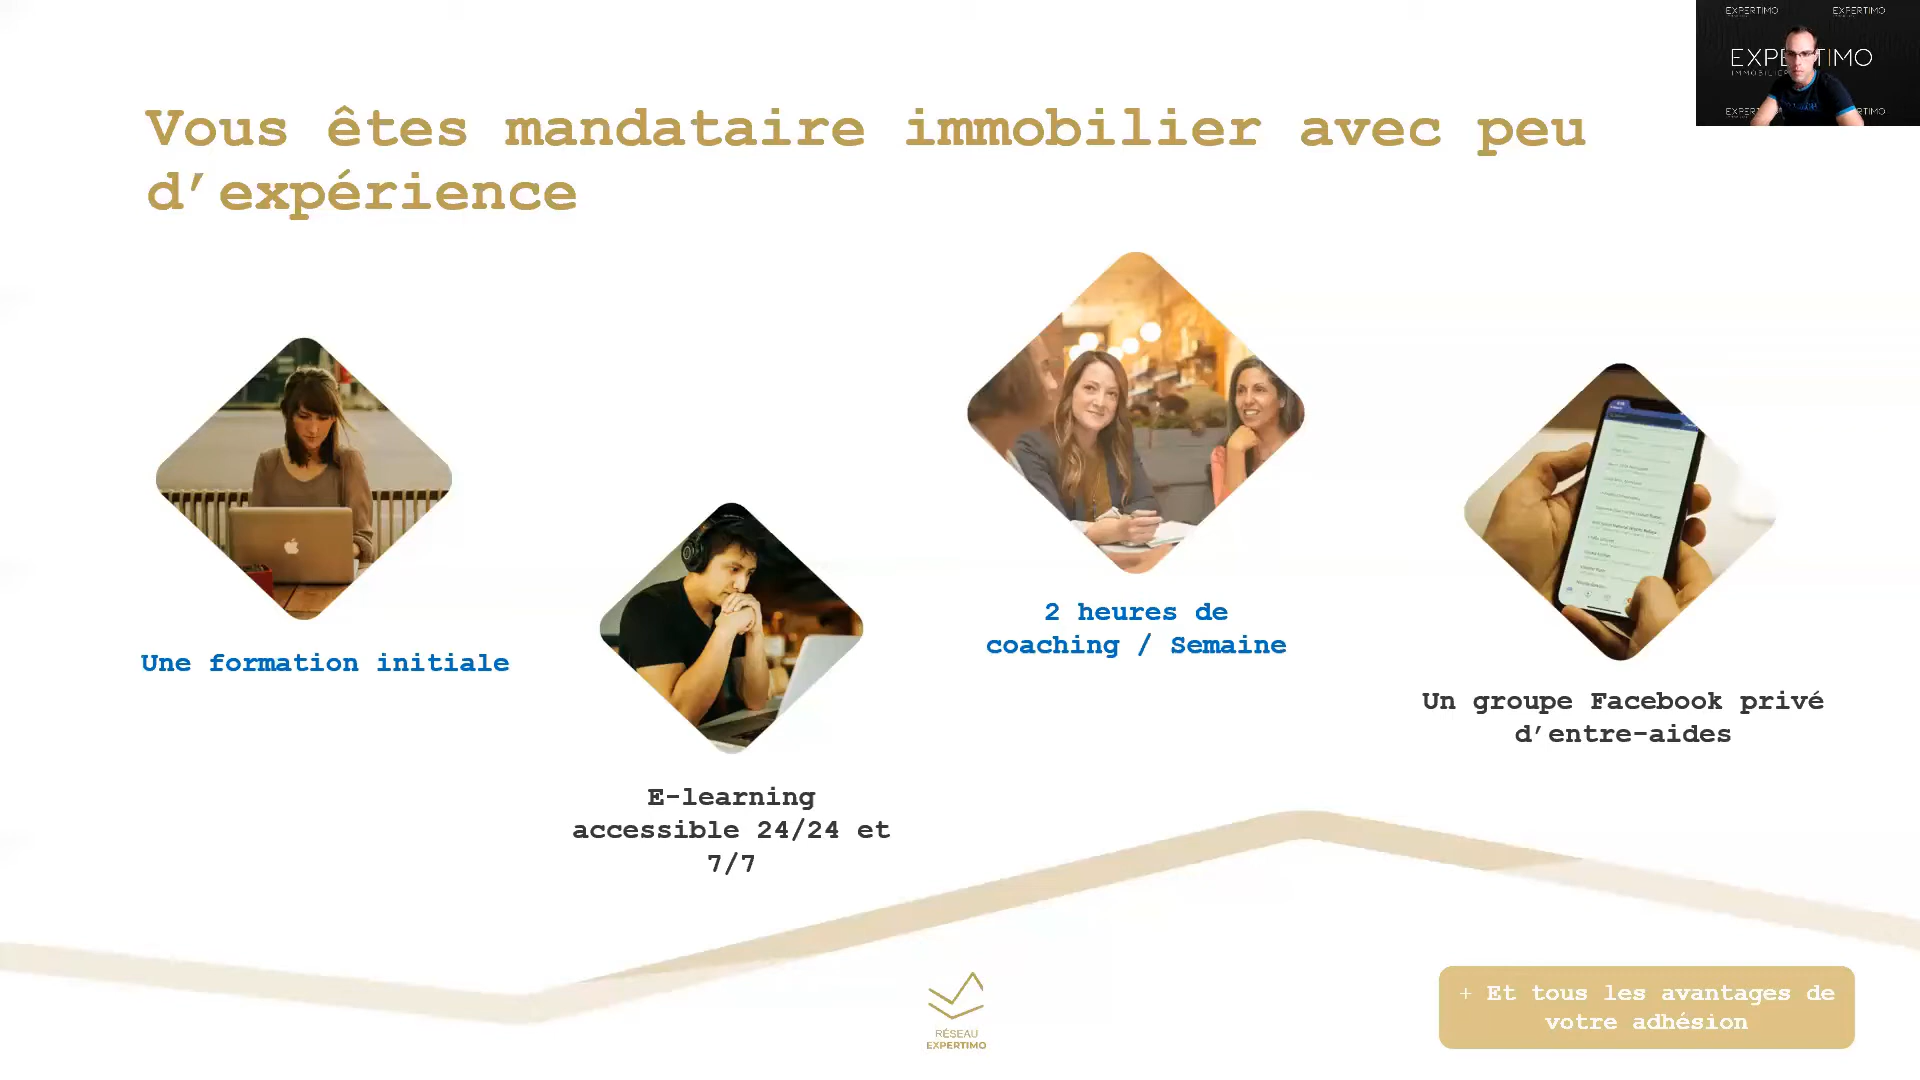 EXPERTIMO
EXPERTIMO
Vous êtes mandataire immobilier avec peu
d’expérience
2 heures de
coaching / Semaine
Une formation initiale
Un groupe Facebook privé
d’entre-aides
E-learning
accessible 24/24 et
7/7
+ Et tous les avantages de
votre adhésion
RÉSEAU
EXPERTIMO